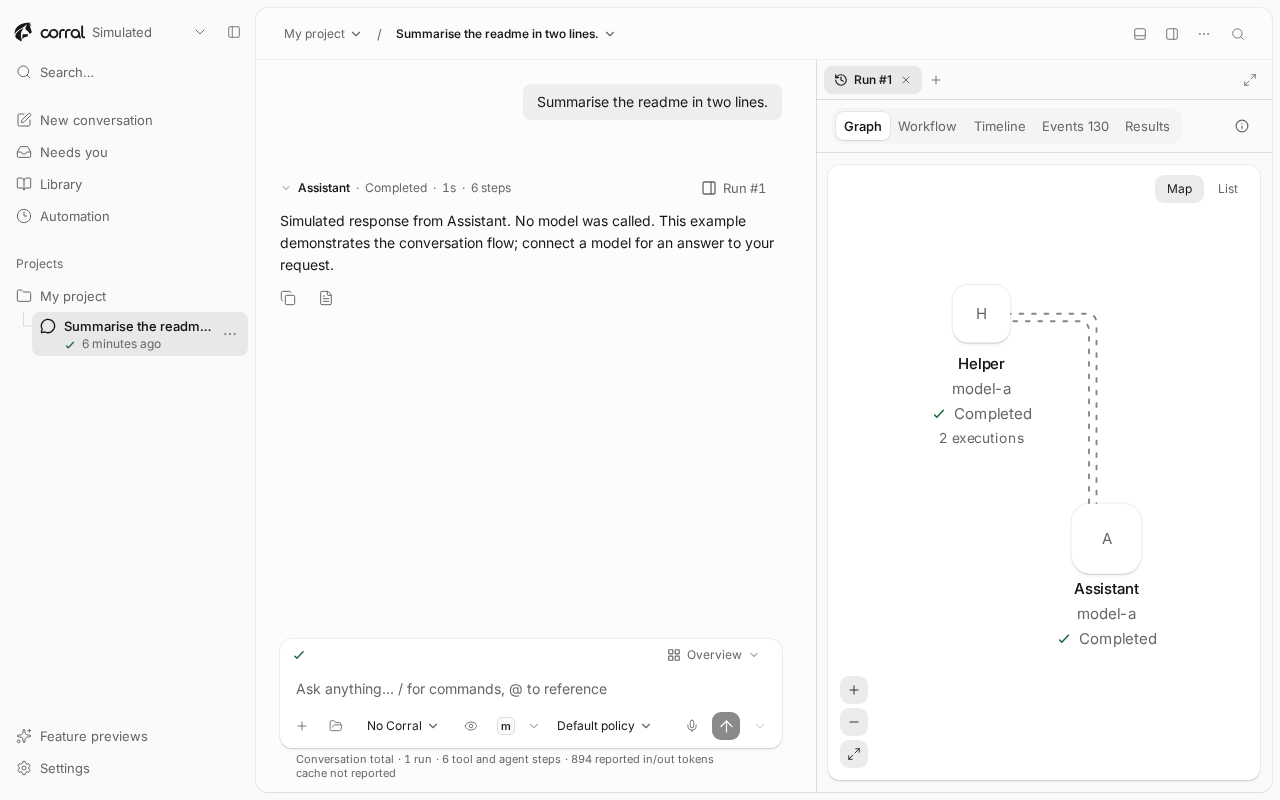 corral Simulated
Search...
New conversation
Needs you
Library
Automation
Projects
My project
Summarise the readm...
6 minutes ago
Feature previews
Settings
My project / Summarise the readme in two lines.
Summarise the readme in two lines.
Assistant · Completed · 1s · 6 steps
Run #1
Simulated response from Assistant. No model was called. This example
demonstrates the conversation flow; connect a model for an answer to your
request.
Overview
Ask anything... / for commands, @ to reference
No Corral
m
Default policy
Conversation total · 1 run · 6 tool and agent steps · 894 reported in/out tokens
cache not reported
Run #1
Graph Workflow Timeline Events 130 Results
Map List
H
Helper
model-a
Completed
2 executions
A
Assistant
model-a
Completed